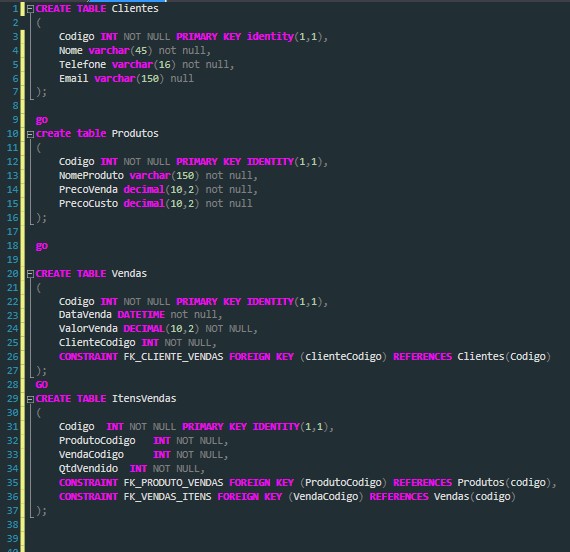 1 CREATE TABLE Clientes
2 (
3 Codigo INT NOT NULL PRIMARY KEY identity(1,1),
4 Nome varchar(45) not null,
5 Telefone varchar(16) not null,
6 Email varchar(150) null
7 );
8
9 go
10 create table Produtos
11 (
12 Codigo INT NOT NULL PRIMARY KEY IDENTITY(1,1),
13 NomeProduto varchar(150) not null,
14 PrecoVenda decimal(10,2) not null,
15 PrecoCusto decimal(10,2) not null
16 );
17
18 go
19
20 CREATE TABLE Vendas
21 (
22 Codigo INT NOT NULL PRIMARY KEY IDENTITY(1,1),
23 DataVenda DATETIME not null,
24 ValorVenda DECIMAL(10,2) NOT NULL,
25 ClienteCodigo INT NOT NULL,
26 CONSTRAINT FK_CLIENTE_VENDAS FOREIGN KEY (clienteCodigo) REFERENCES Clientes(Codigo)
27 );
28 GO
29 CREATE TABLE ItensVendas
30 (
31 Codigo  INT NOT NULL PRIMARY KEY IDENTITY(1,1),
32 ProdutoCodigo   INT NOT NULL,
33 VendaCodigo     INT NOT NULL,
34 QtdVendido  INT NOT NULL,
35 CONSTRAINT FK_PRODUTO_VENDAS FOREIGN KEY (ProdutoCodigo) REFERENCES Produtos(codigo),
36 CONSTRAINT FK_VENDAS_ITENS FOREIGN KEY (VendaCodigo) REFERENCES Vendas(codigo)
37 );
38
39